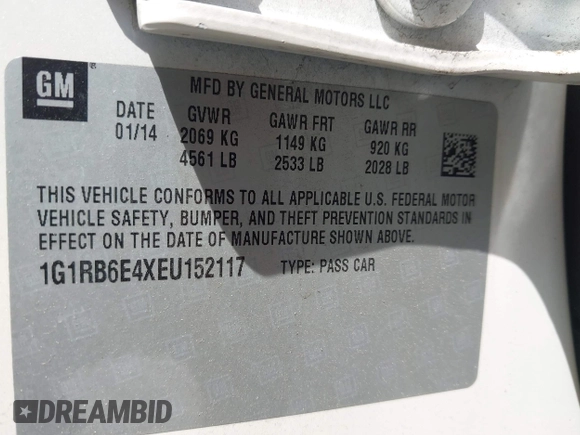 GM
®
MFD BY GENERAL MOTORS LLC
DATE GVWR GAWR FRT GAWR RR
01/14 2069 KG 1149 KG 920 KG
4561 LB 2533 LB 2028 LB
THIS VEHICLE CONFORMS TO ALL APPLICABLE U.S. FEDERAL MOTOR
VEHICLE SAFETY, BUMPER, AND THEFT PREVENTION STANDARDS IN
EFFECT ON THE DATE OF MANUFACTURE SHOWN ABOVE.
1G1RB6E4XEU152117 TYPE: PASS CAR
DREAMBID